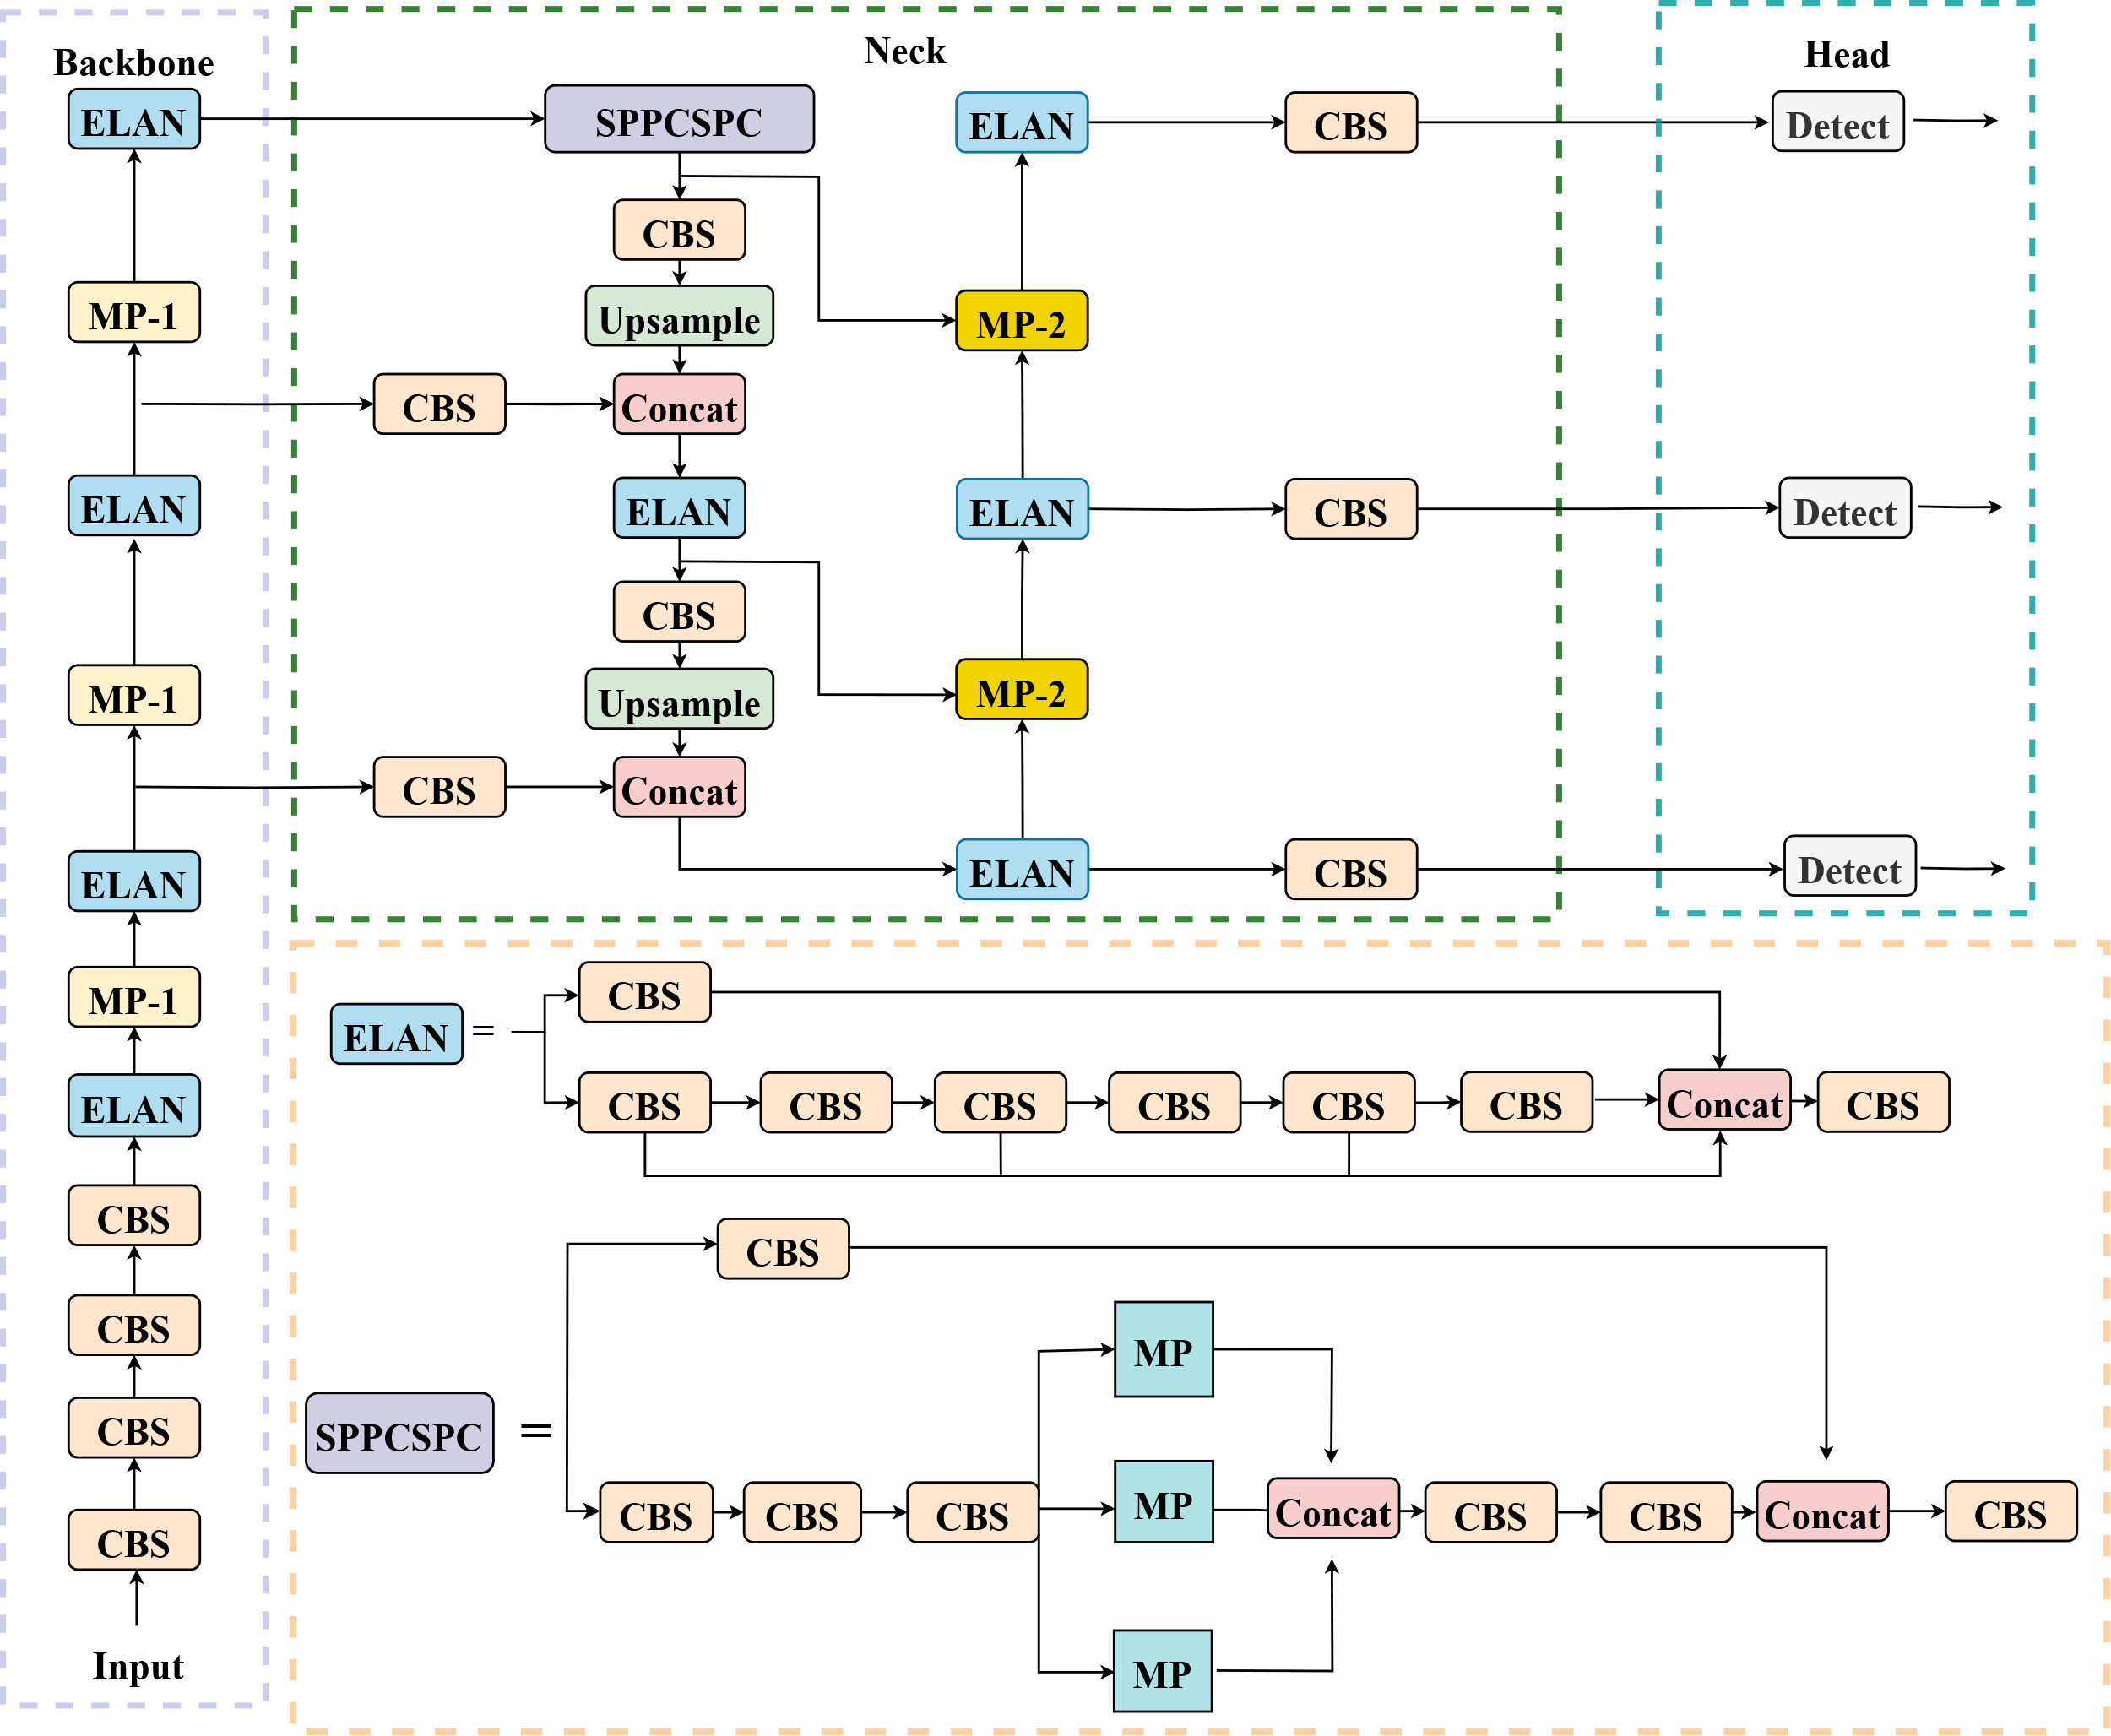 Backbone
ELAN
MP-1
ELAN
MP-1
ELAN
MP-1
ELAN
CBS
CBS
CBS
CBS
Input
Neck
SPPCSPC
CBS
Upsample
CBS
Concat
ELAN
CBS
Upsample
CBS
Concat
ELAN
MP-2
ELAN
MP-2
ELAN
CBS
CBS
CBS
Head
Detect
Detect
Detect
ELAN =
CBS
CBS CBS CBS CBS CBS CBS Concat CBS
SPPCSPC =
CBS
MP
MP
MP
CBS CBS CBS Concat CBS CBS Concat CBS